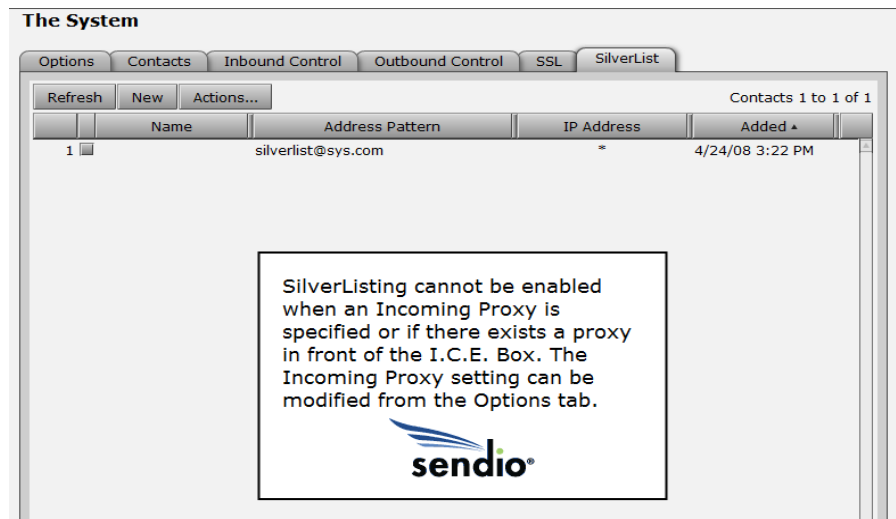 The System
Options Contacts Inbound Control Outbound Control SSL SilverList
Refresh New Actions... Contacts 1 to 1 of 1
Name Address Pattern IP Address Added ▴
1 silverlist@sys.com * 4/24/08 3:22 PM
SilverListing cannot be enabled
when an Incoming Proxy is
specified or if there exists a proxy
in front of the I.C.E. Box. The
Incoming Proxy setting can be
modified from the Options tab.
sendio®